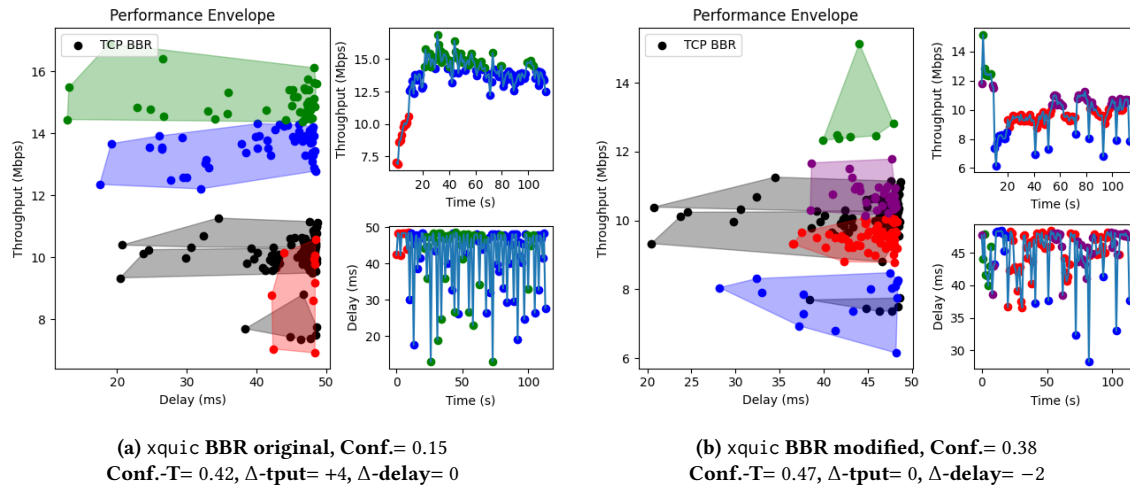 Performance Envelope
TCP BBR
16
14
12
10
8
20
30
40
50
Delay (ms)
Throughput (Mbps)
15.0
12.5
10.0
7.5
20
40
60
80
100
Time (s)
Throughput (Mbps)
50
40
30
20
0
50
100
Time (s)
Delay (ms)
Performance Envelope
TCP BBR
14
12
10
8
6
20
25
30
35
40
45
50
Delay (ms)
Throughput (Mbps)
14
12
10
8
6
20
40
60
80
100
Time (s)
Throughput (Mbps)
45
40
35
30
0
50
100
Time (s)
Delay (ms)
(a) xquic BBR original, Conf.= 0.15
Conf.-T= 0.42, Δ-tput= +4, Δ-delay= 0
(b) xquic BBR modified, Conf.= 0.38
Conf.-T= 0.47, Δ-tput= 0, Δ-delay= −2